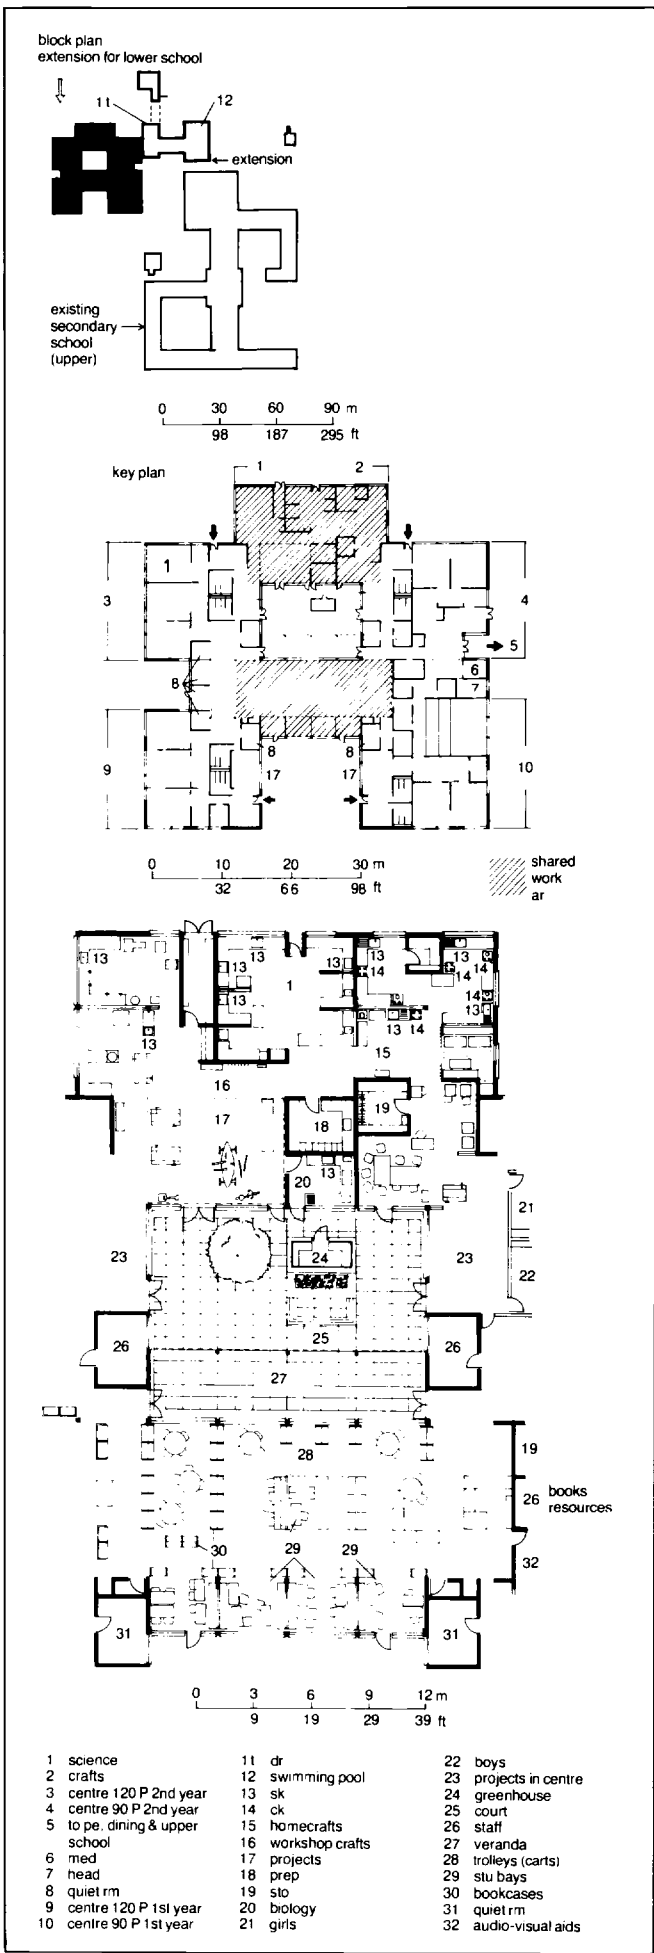 block plan
extension for lower school
11
12
extension
existing
secondary
school
(upper)
0 30 60 90 m
98 187 295 ft
key plan
1 2
1
3
4
5
6
7
8
8 8
9
17 17
10
0 10 20 30 m
32 66 98 ft
shared
work
ar
13 13 13 13 13 13
14 14
14
1
13
14
13
13 13 14
15
16
19
17
18
13
20
21
23 24 23
22
25
26 26
27
28
19
26 books
resources
30 29 29
32
31 31
0 3 6 9 12 m
9 19 29 39 ft
1 science
2 crafts
3 centre 120 P 2nd year
4 centre 90 P 2nd year
5 to pe, dining & upper
school
6 med
7 head
8 quiet rm
9 centre 120 P 1st year
10 centre 90 P 1st year
11 dr
12 swimming pool
13 sk
14 ck
15 homecrafts
16 workshop crafts
17 projects
18 prep
19 sto
20 biology
21 girls
22 boys
23 projects in centre
24 greenhouse
25 court
26 staff
27 veranda
28 trolleys (carts)
29 stu bays
30 bookcases
31 quiet rm
32 audio-visual aids